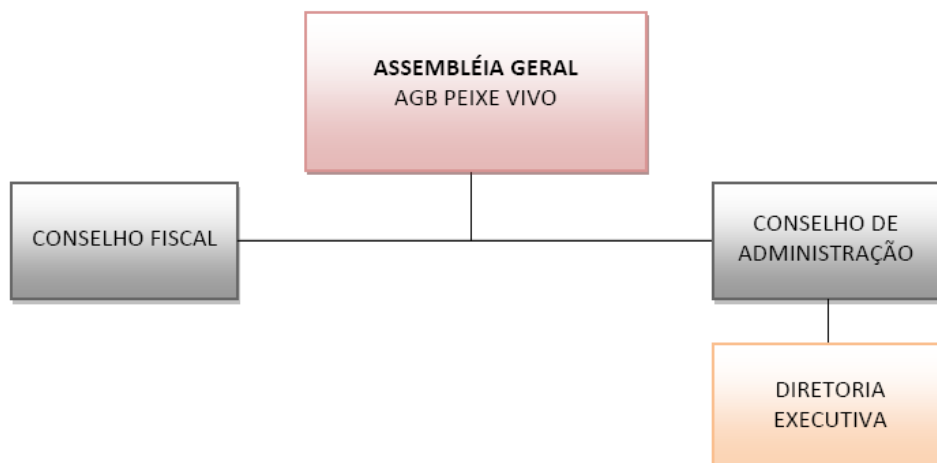 ASSEMBLÉIA GERAL
AGB PEIXE VIVO
CONSELHO FISCAL
CONSELHO DE
ADMINISTRAÇÃO
DIRETORIA
EXECUTIVA